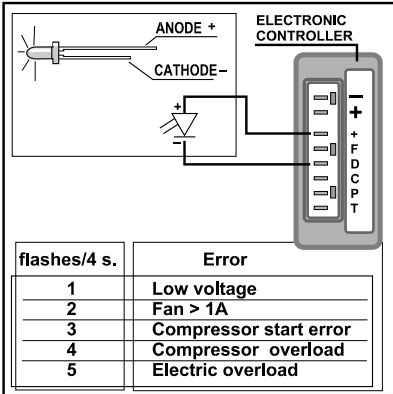 ANODE +
CATHODE –
ELECTRONIC
CONTROLLER
+
–
–
+
+
F
D
C
P
T
flashes/4 s. Error
1 Low voltage
2 Fan > 1A
3 Compressor start error
4 Compressor overload
5 Electric overload